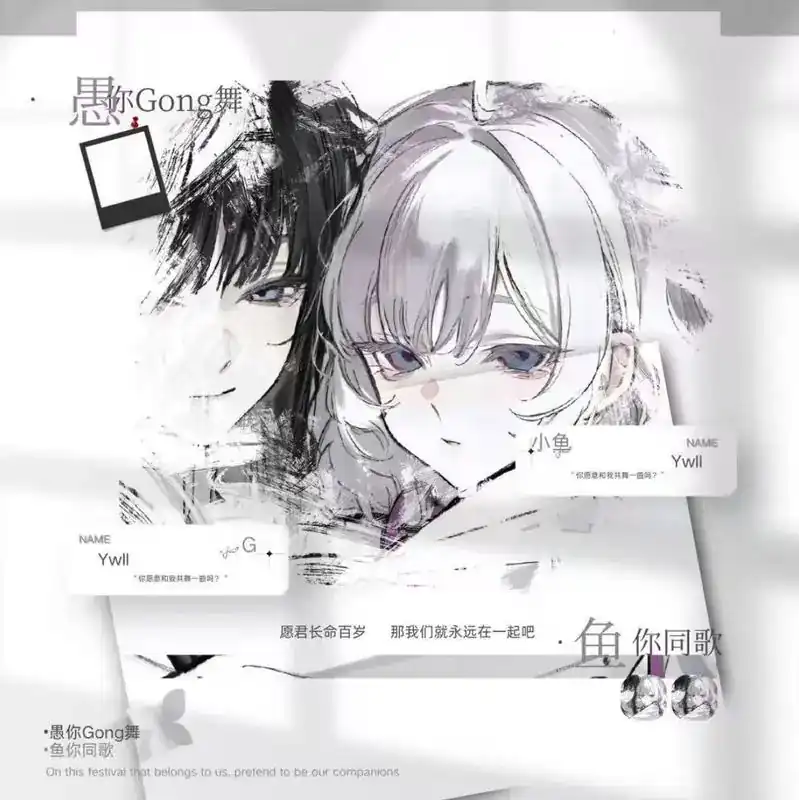 愚你Gong舞
小鱼
NAME
Ywll
"你愿意和我共舞一曲吗？"
NAME
Ywll
G
"你愿意和我共舞一曲吗？"
愿君长命百岁 那我们就永远在一起吧
·鱼你同歌
•愚你Gong舞
•鱼你同歌
On this festival that belongs to us, pretend to be our companions